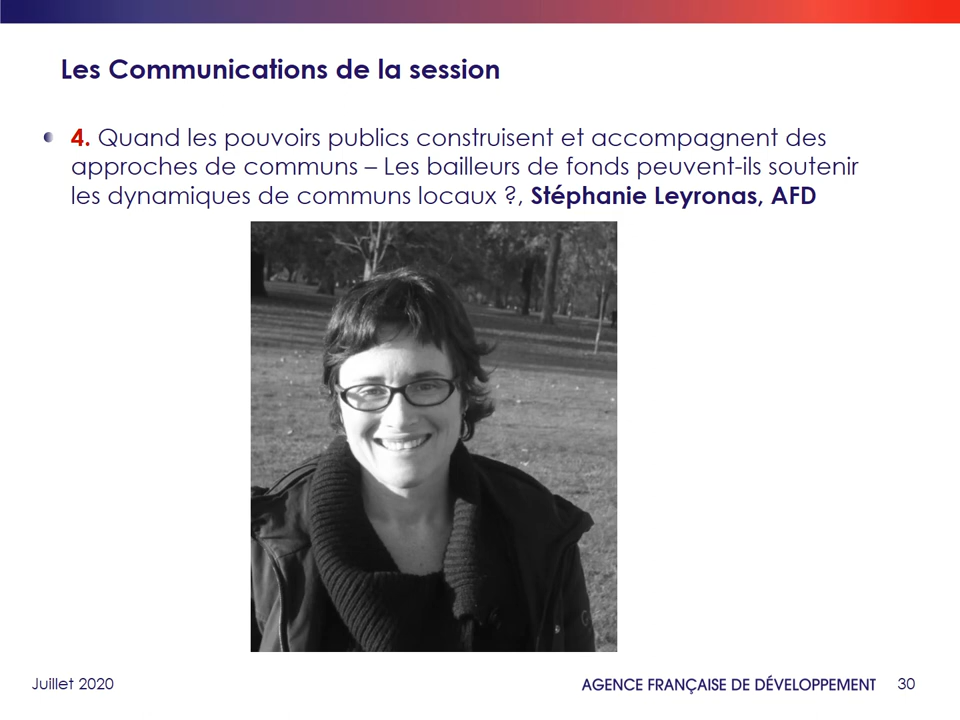 Les Communications de la session
4. Quand les pouvoirs publics construisent et accompagnent des
approches de communs – Les bailleurs de fonds peuvent-ils soutenir
les dynamiques de communs locaux ?, Stéphanie Leyronas, AFD
Juillet 2020
AGENCE FRANÇAISE DE DÉVELOPPEMENT
30